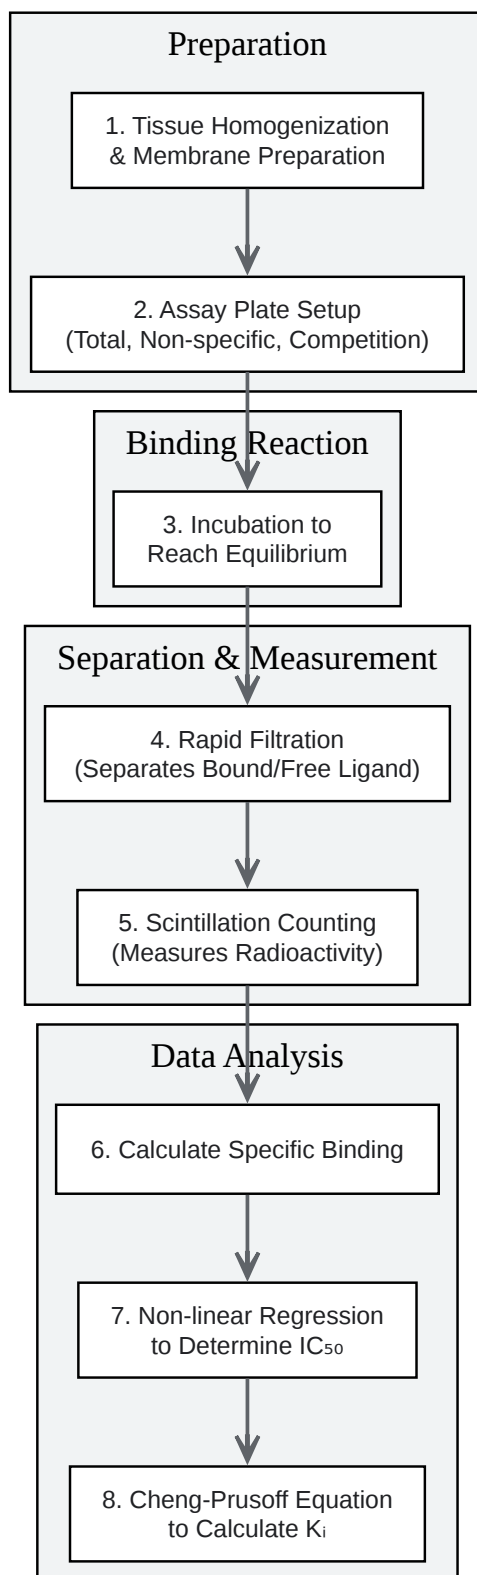 Preparation
1. Tissue Homogenization
& Membrane Preparation
2. Assay Plate Setup
(Total, Non-specific, Competition)
Binding Reaction
3. Incubation to
Reach Equilibrium
Separation & Measurement
4. Rapid Filtration
(Separates Bound/Free Ligand)
5. Scintillation Counting
(Measures Radioactivity)
Data Analysis
6. Calculate Specific Binding
7. Non-linear Regression
to Determine IC₅₀
8. Cheng-Prusoff Equation
to Calculate Kᵢ